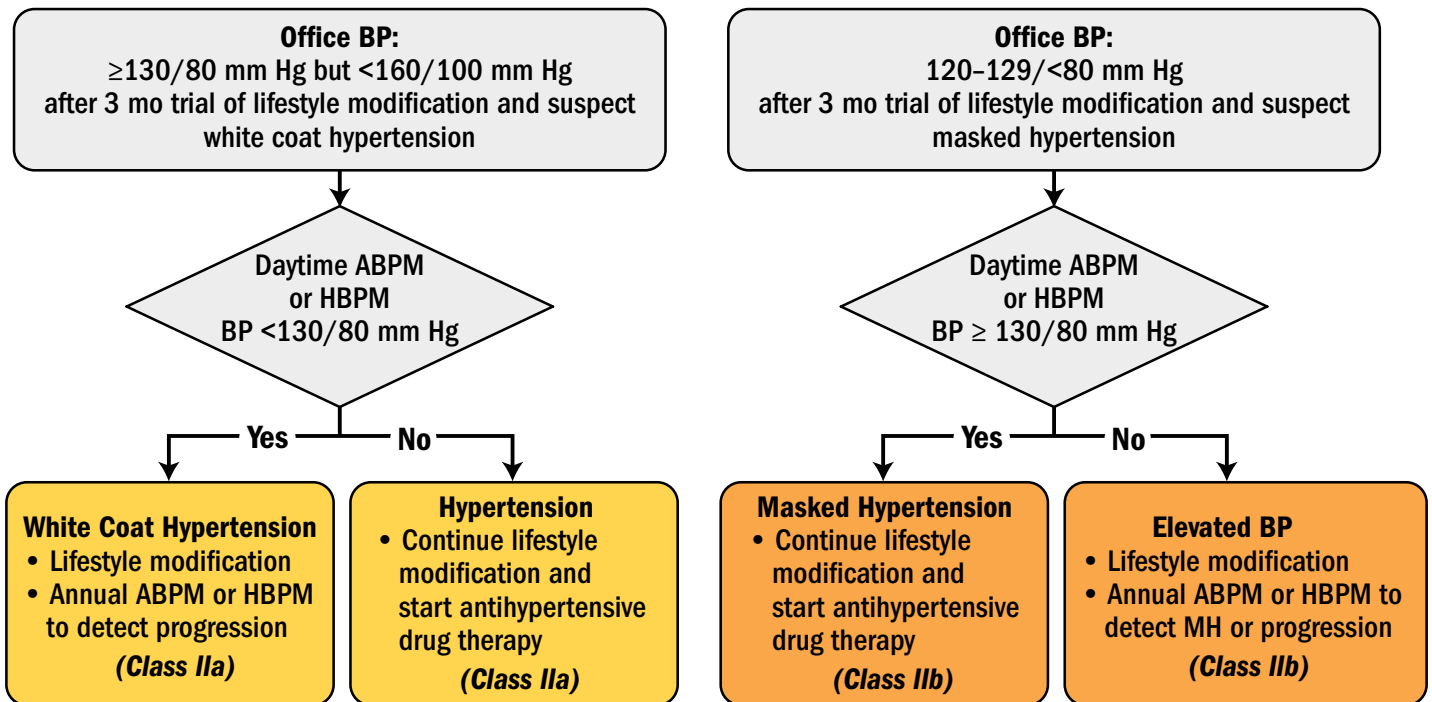 Office BP:
≥130/80 mm Hg but <160/100 mm Hg
after 3 mo trial of lifestyle modification and suspect
white coat hypertension
Daytime ABPM
or HBPM
BP <130/80 mm Hg
Yes
No
White Coat Hypertension
• Lifestyle modification
• Annual ABPM or HBPM
to detect progression
(Class IIa)
Hypertension
• Continue lifestyle
modification and
start antihypertensive
drug therapy
(Class IIa)
Office BP:
120–129/<80 mm Hg
after 3 mo trial of lifestyle modification and suspect
masked hypertension
Daytime ABPM
or HBPM
BP ≥ 130/80 mm Hg
Yes
No
Masked Hypertension
• Continue lifestyle
modification and
start antihypertensive
drug therapy
(Class IIb)
Elevated BP
• Lifestyle modification
• Annual ABPM or HBPM to
detect MH or progression
(Class IIb)